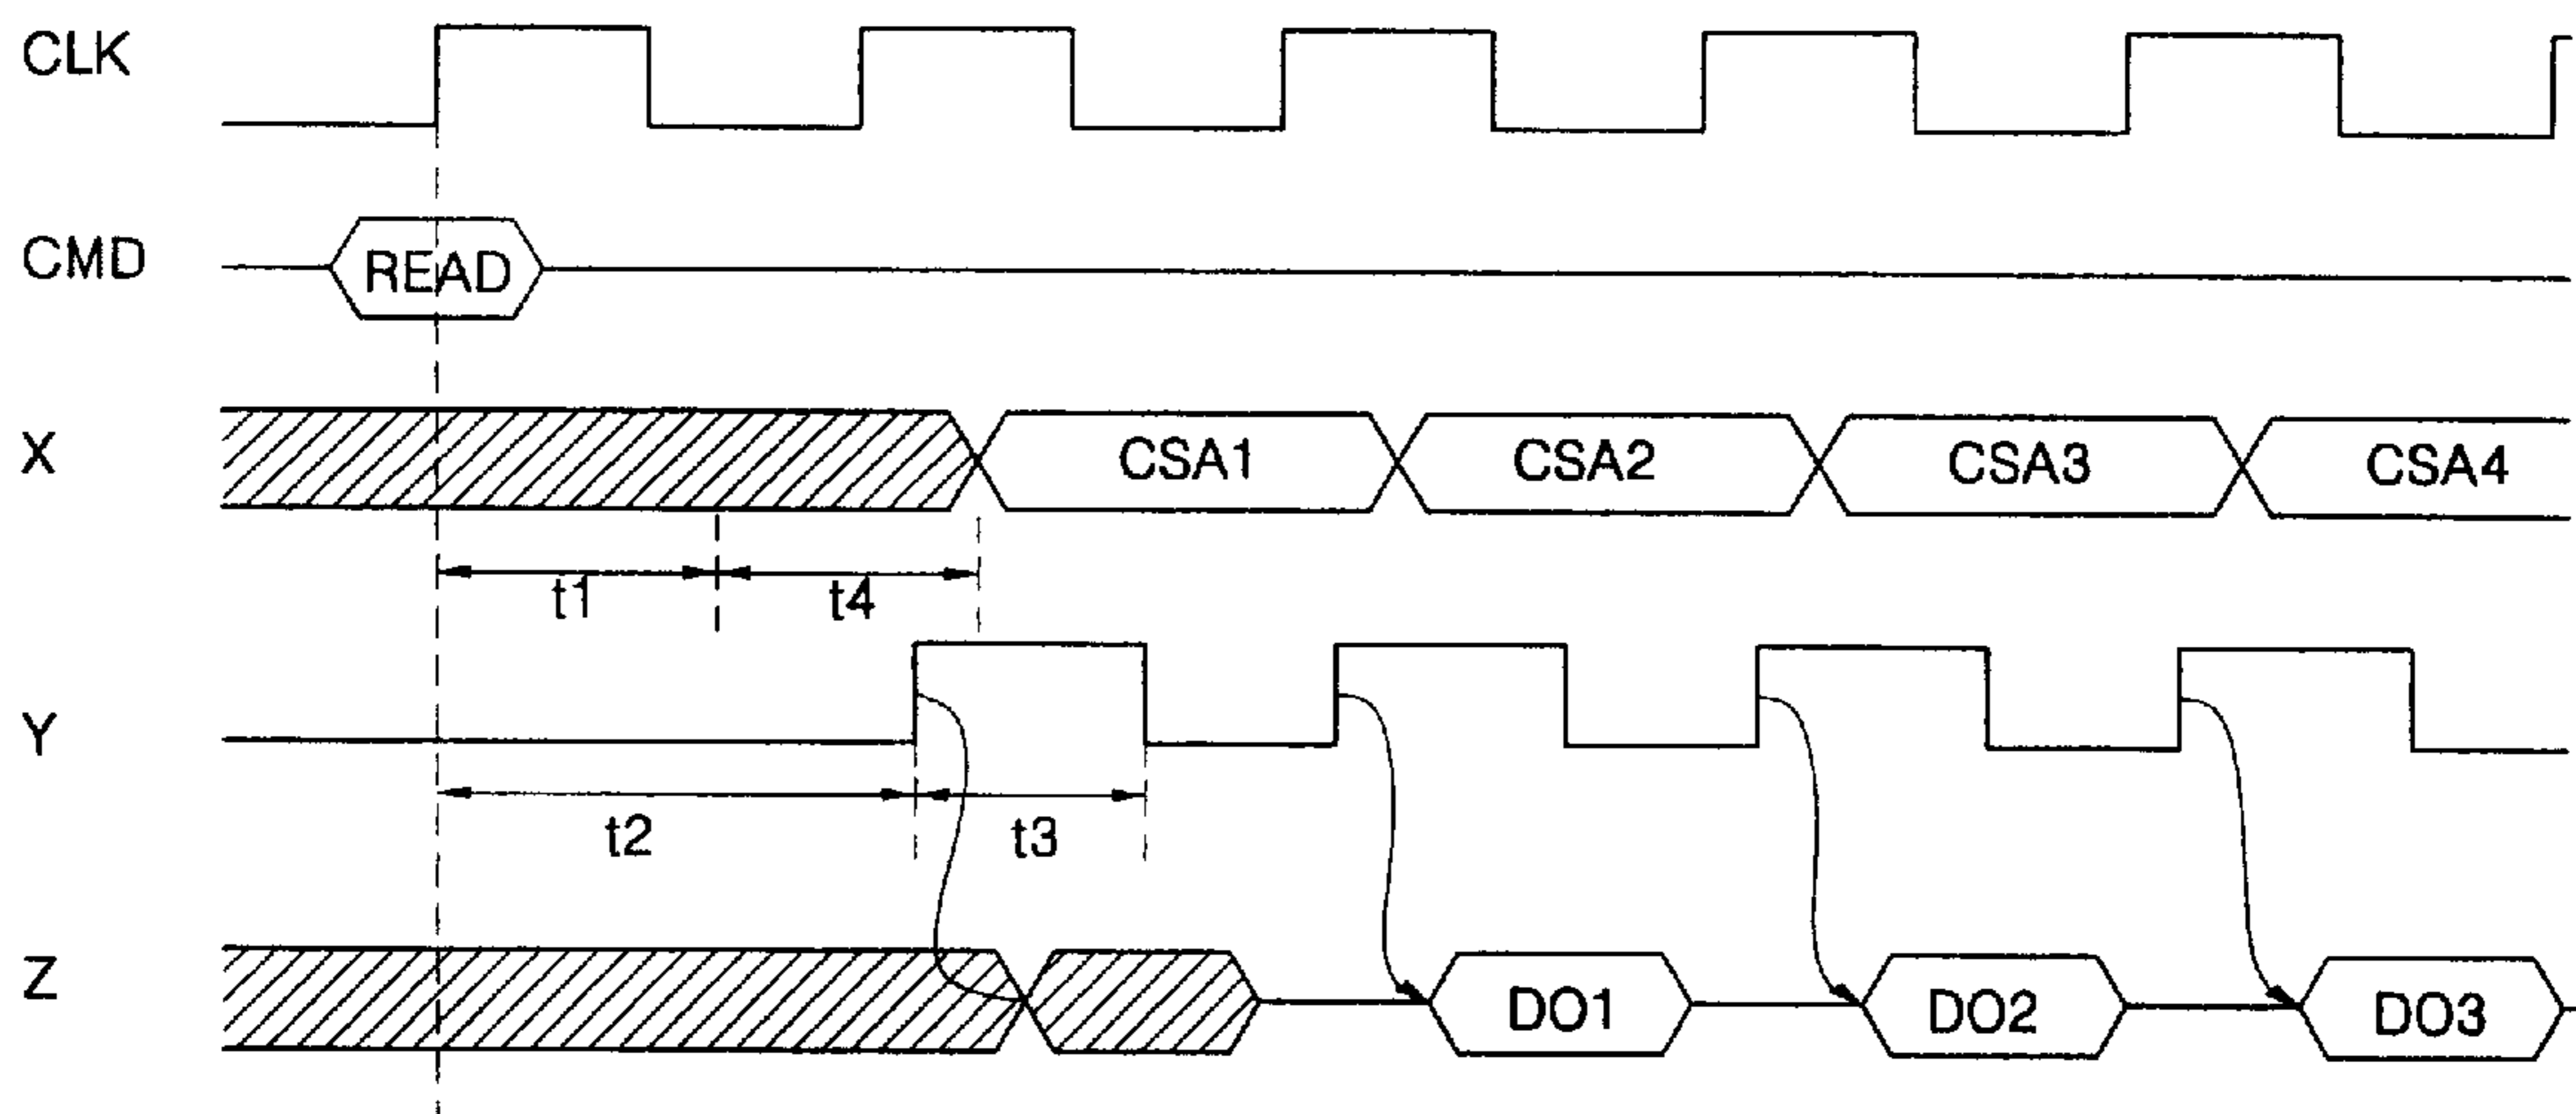 CLK
CMD
READ
X
CSA1 CSA2 CSA3 CSA4
t1 t4
Y
t2 t3
Z
DO1 DO2 DO3